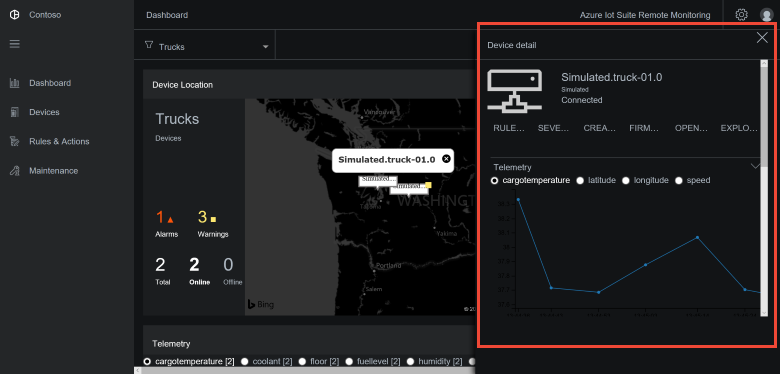 Contoso
Dashboard
Azure Iot Suite Remote Monitoring
Trucks
Dashboard
Devices
Rules & Actions
Maintenance
Device Location
Trucks
Devices
1
Alarms
3
Warnings
2
Total
2
Online
0
Offline
Vancouver
Simulated.truck-01.0
Simulated...
WASHINGT
Yakima
Portland
Salem
Bing
Telemetry
cargotemperature [2]
coolant [2]
floor [2]
fuellevel [2]
humidity [2]
Device detail
Simulated.truck-01.0
Simulated
Connected
RULE...
SEVE...
CREA...
FIRM...
OPEN...
EXPLO...
Telemetry
cargotemperature
latitude
longitude
speed